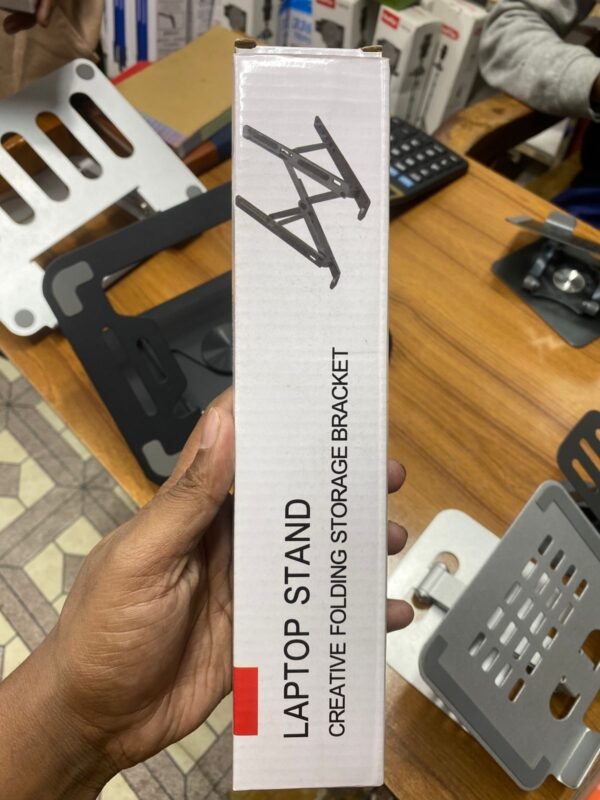 LAPTOP STAND
CREATIVE FOLDING STORAGE BRACKET